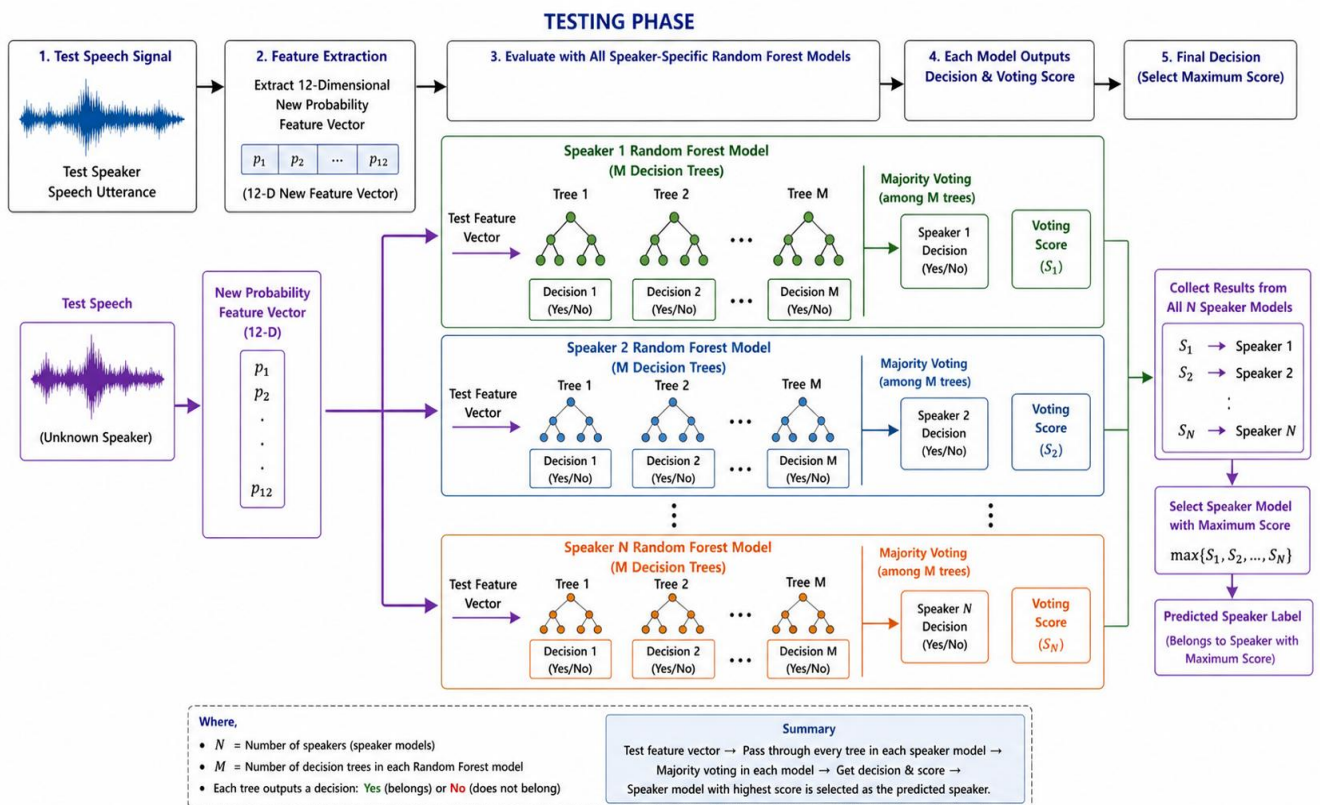 TESTING PHASE
1. Test Speech Signal
Test Speaker
Speech Utterance
2. Feature Extraction
Extract 12-Dimensional
New Probability
Feature Vector
p₁ p₂ ... p₁₂
(12-D New Feature Vector)
3. Evaluate with All Speaker-Specific Random Forest Models
4. Each Model Outputs
Decision & Voting Score
5. Final Decision
(Select Maximum Score)
Test Speech
(Unknown Speaker)
New Probability
Feature Vector
(12-D)
p₁
p₂
.
.
.
p₁₂
Speaker 1 Random Forest Model
(M Decision Trees)
Test Feature
Vector
Tree 1 Tree 2 ... Tree M
Decision 1 Decision 2 ... Decision M
(Yes/No) (Yes/No) (Yes/No)
Majority Voting
(among M trees)
Speaker 1
Decision
(Yes/No)
Voting
Score
(S₁)
Speaker 2 Random Forest Model
(M Decision Trees)
Test Feature
Vector
Tree 1 Tree 2 ... Tree M
Decision 1 Decision 2 ... Decision M
(Yes/No) (Yes/No) (Yes/No)
Majority Voting
(among M trees)
Speaker 2
Decision
(Yes/No)
Voting
Score
(S₂)
Speaker N Random Forest Model
(M Decision Trees)
Test Feature
Vector
Tree 1 Tree 2 ... Tree M
Decision 1 Decision 2 ... Decision M
(Yes/No) (Yes/No) (Yes/No)
Majority Voting
(among M trees)
Speaker N
Decision
(Yes/No)
Voting
Score
(S_N)
Collect Results from
All N Speaker Models
S₁ → Speaker 1
S₂ → Speaker 2
:
S_N → Speaker N
Select Speaker Model
with Maximum Score
max{S₁, S₂, ..., S_N}
Predicted Speaker Label
(Belongs to Speaker with
Maximum Score)
Where,
• N = Number of speakers (speaker models)
• M = Number of decision trees in each Random Forest model
• Each tree outputs a decision: Yes (belongs) or No (does not belong)
Summary
Test feature vector → Pass through every tree in each speaker model →
Majority voting in each model → Get decision & score →
Speaker model with highest score is selected as the predicted speaker.